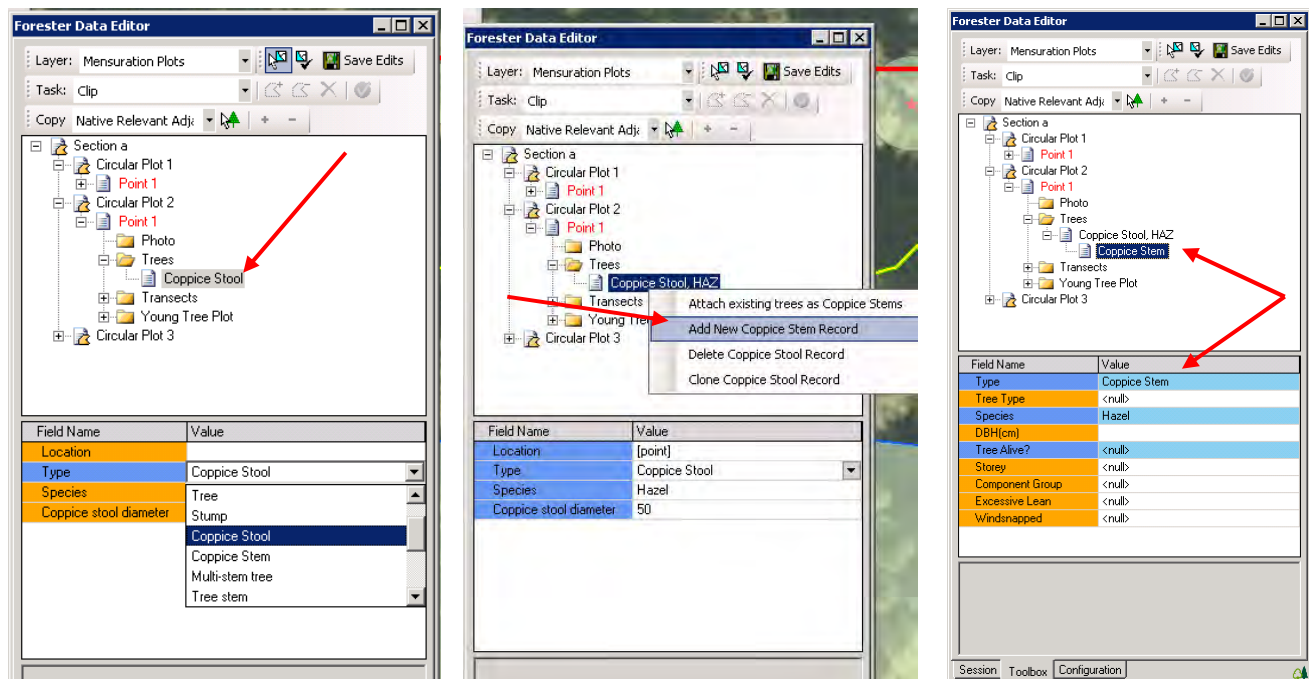 Forester Data Editor
Layer: Mensuration Plots Save Edits
Task: Clip
Copy Native Relevant Adj
Section a
Circular Plot 1
Point 1
Circular Plot 2
Point 1
Photo
Trees
Coppice Stool
Transects
Young Tree Plot
Circular Plot 3
Field Name Value
Location
Type Coppice Stool
Species Tree
Coppice stool diameter Stump
Coppice Stool
Coppice Stem
Multi-stem tree
Tree stem
Forester Data Editor
Layer: Mensuration Plots Save Edits
Task: Clip
Copy Native Relevant Adj
Section a
Circular Plot 1
Point 1
Circular Plot 2
Point 1
Photo
Trees
Coppice Stool, HAZ
Transects
Young Tre
Circular Plot 3
Attach existing trees as Coppice Stems
Add New Coppice Stem Record
Delete Coppice Stool Record
Clone Coppice Stool Record
Field Name Value
Location [point]
Type Coppice Stool
Species Hazel
Coppice stool diameter 50
Forester Data Editor
Layer: Mensuration Plots Save Edits
Task: Clip
Copy Native Relevant Adj
Section a
Circular Plot 1
Point 1
Circular Plot 2
Point 1
Photo
Trees
Coppice Stool, HAZ
Coppice Stem
Transects
Young Tree Plot
Circular Plot 3
Field Name Value
Type Coppice Stem
Tree Type <null>
Species Hazel
DBH(cm)
Tree Alive? <null>
Storey <null>
Component Group <null>
Excessive Lean <null>
Windsnapped <null>
Session Toolbox Configuration